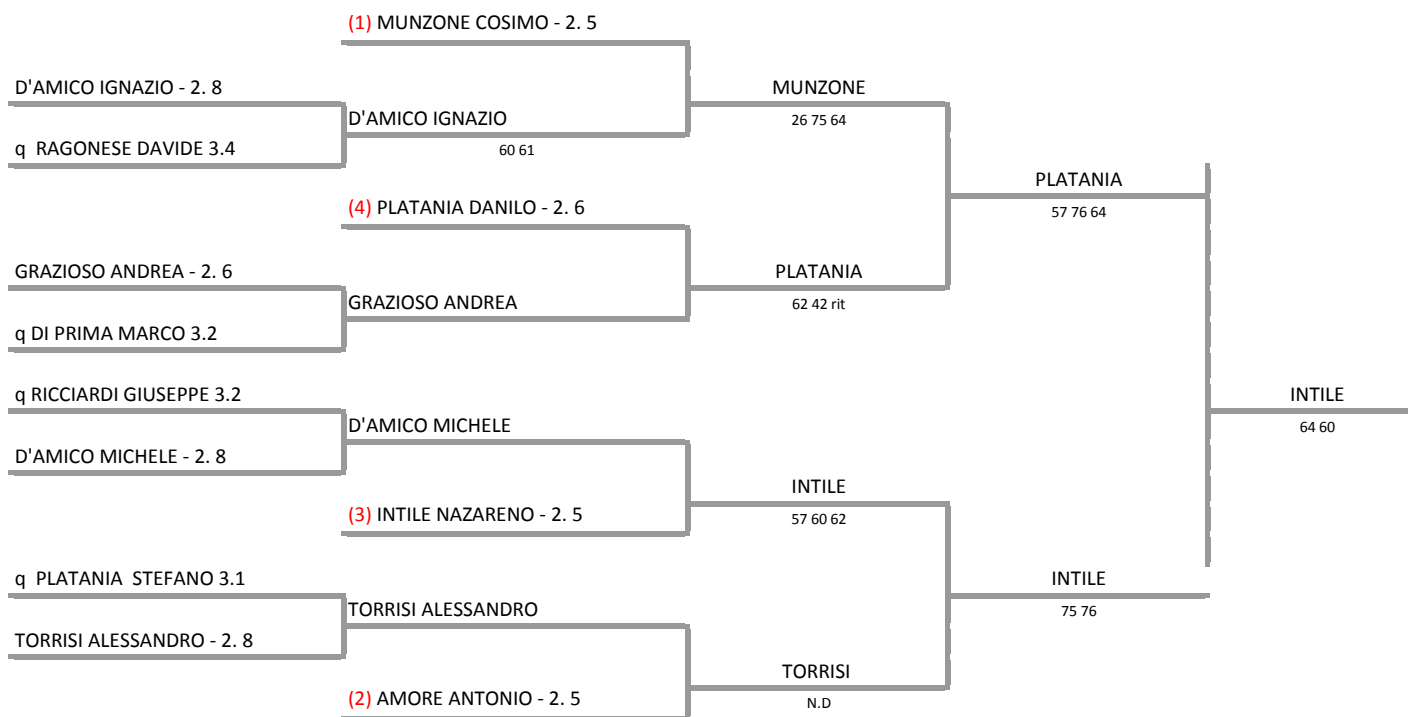 (1) MUNZONE COSIMO - 2. 5
D'AMICO IGNAZIO - 2. 8
MUNZONE
D'AMICO IGNAZIO
26 75 64
q  RAGONESE DAVIDE 3.4
60 61
PLATANIA
(4) PLATANIA DANILO - 2. 6
57 76 64
GRAZIOSO ANDREA - 2. 6
PLATANIA
GRAZIOSO ANDREA
62 42 rit
q DI PRIMA MARCO 3.2
q RICCIARDI GIUSEPPE 3.2
INTILE
D'AMICO MICHELE
64 60
D'AMICO MICHELE - 2. 8
INTILE
(3) INTILE NAZARENO - 2. 5
57 60 62
q  PLATANIA  STEFANO 3.1
INTILE
TORRISI ALESSANDRO
75 76
TORRISI ALESSANDRO - 2. 8
TORRISI
(2) AMORE ANTONIO - 2. 5
N.D